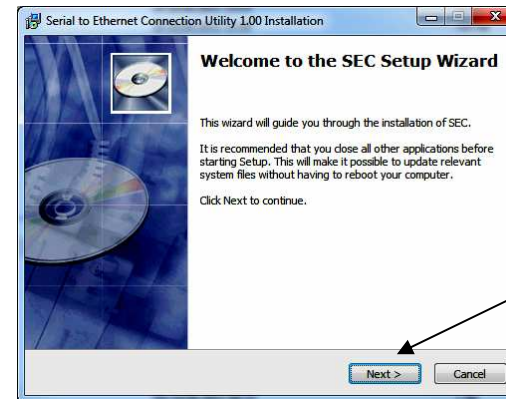 Serial to Ethernet Connection Utility 1.00 Installation
Welcome to the SEC Setup Wizard
This wizard will guide you through the installation of SEC.
It is recommended that you close all other applications before
starting Setup. This will make it possible to update relevant
system files without having to reboot your computer.
Click Next to continue.
Next >
Cancel